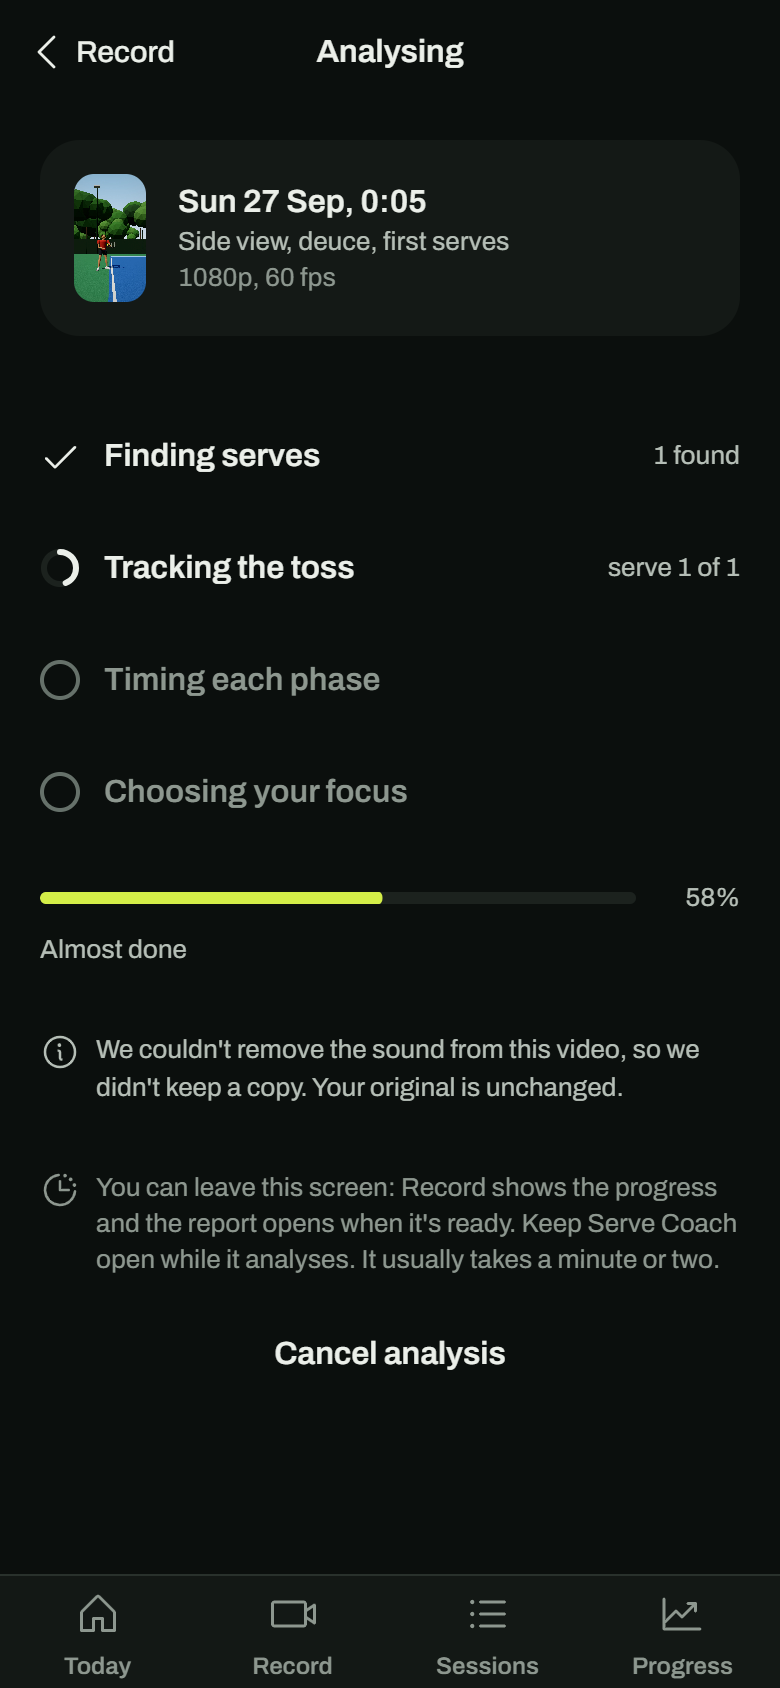 Record
Analysing
Sun 27 Sep, 0:05
Side view, deuce, first serves
1080p, 60 fps
Finding serves
1 found
Tracking the toss
serve 1 of 1
Timing each phase
Choosing your focus
58%
Almost done
We couldn't remove the sound from this video, so we
didn't keep a copy. Your original is unchanged.
You can leave this screen: Record shows the progress
and the report opens when it's ready. Keep Serve Coach
open while it analyses. It usually takes a minute or two.
Cancel analysis
Today
Record
Sessions
Progress